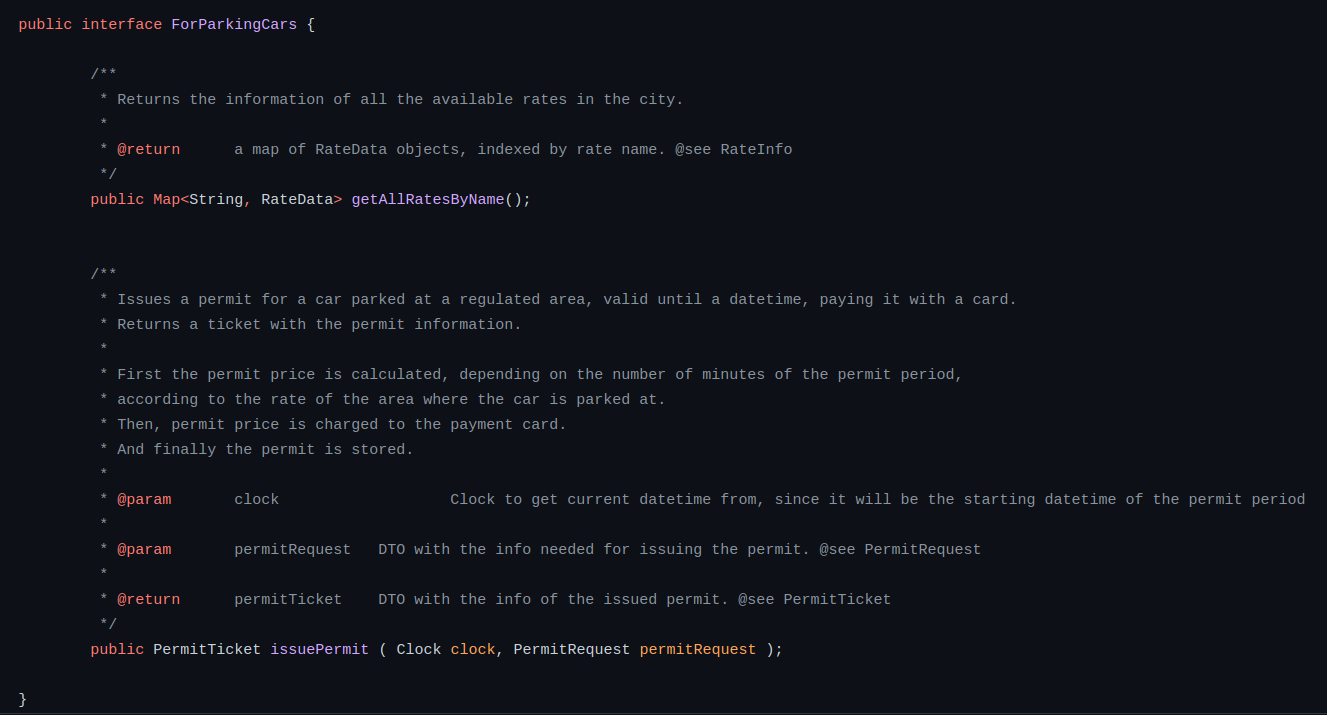 public interface ForParkingCars {
/**
* Returns the information of all the available rates in the city.
*
* @return      a map of RateData objects, indexed by rate name. @see RateInfo
*/
public Map<String, RateData> getAllRatesByName();
/**
* Issues a permit for a car parked at a regulated area, valid until a datetime, paying it with a card.
* Returns a ticket with the permit information.
*
* First the permit price is calculated, depending on the number of minutes of the permit period,
* according to the rate of the area where the car is parked at.
* Then, permit price is charged to the payment card.
* And finally the permit is stored.
*
* @param       clock                   Clock to get current datetime from, since it will be the starting datetime of the permit period
*
* @param       permitRequest   DTO with the info needed for issuing the permit. @see PermitRequest
*
* @return      permitTicket    DTO with the info of the issued permit. @see PermitTicket
*/
public PermitTicket issuePermit ( Clock clock, PermitRequest permitRequest );
}